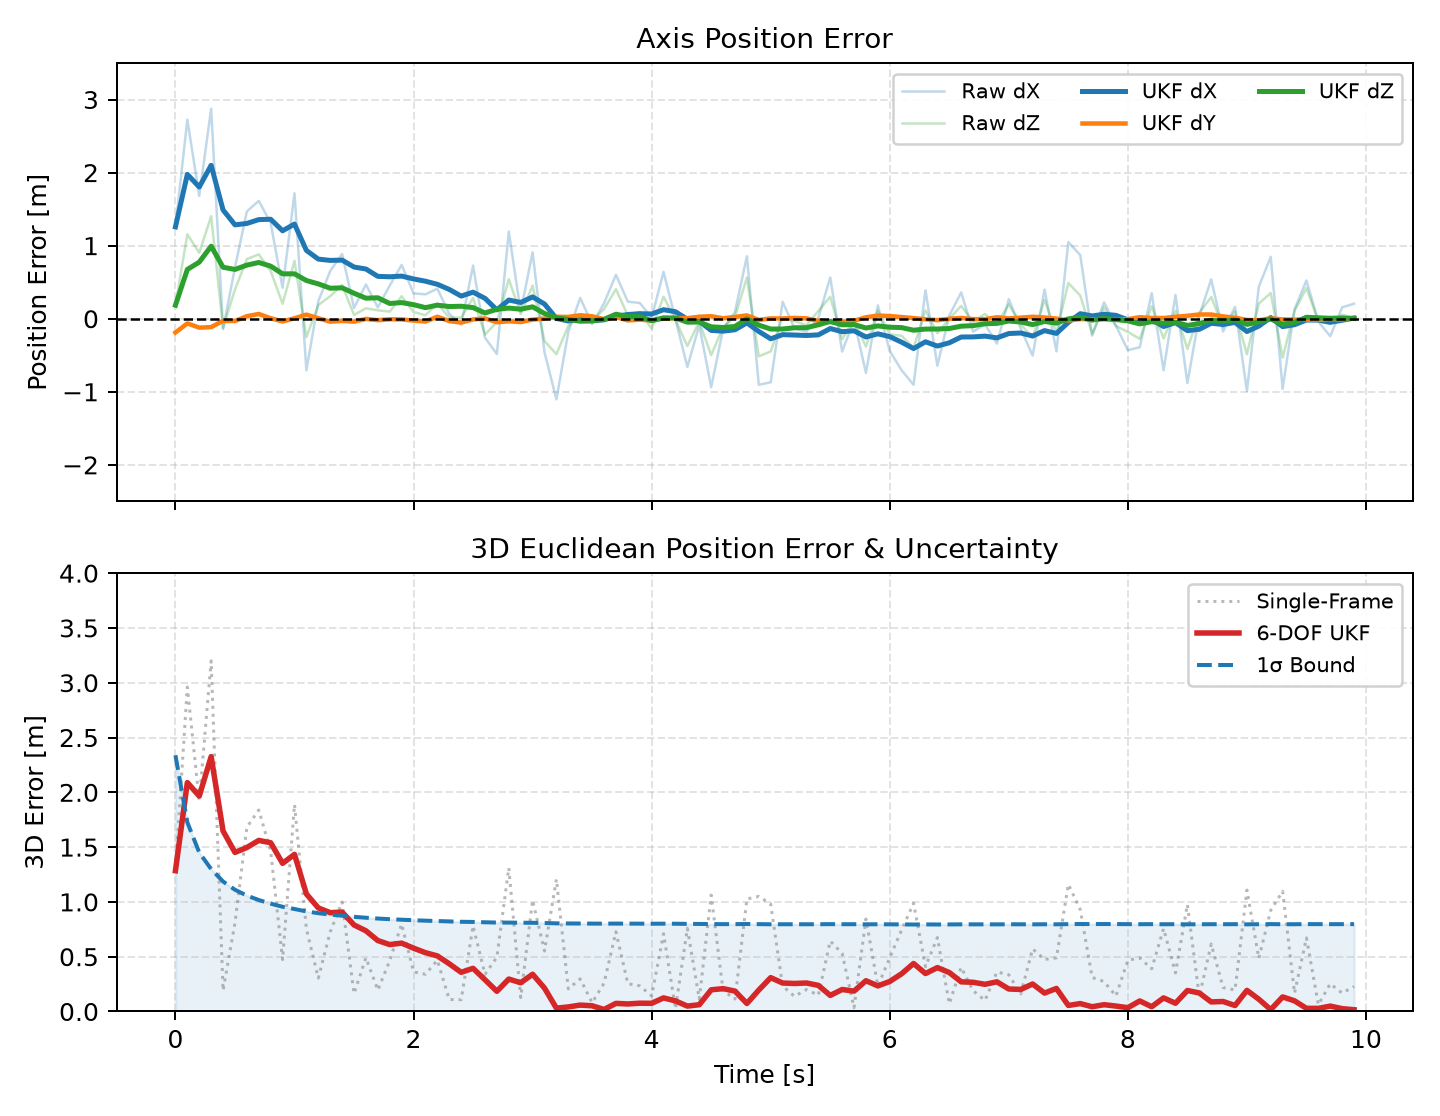 Axis Position Error
Position Error [m]
3
2
1
0
−1
−2
Raw dX
Raw dZ
UKF dX
UKF dY
UKF dZ
3D Euclidean Position Error & Uncertainty
3D Error [m]
4.0
3.5
3.0
2.5
2.0
1.5
1.0
0.5
0.0
Single-Frame
6-DOF UKF
1σ Bound
0 2 4 6 8 10
Time [s]